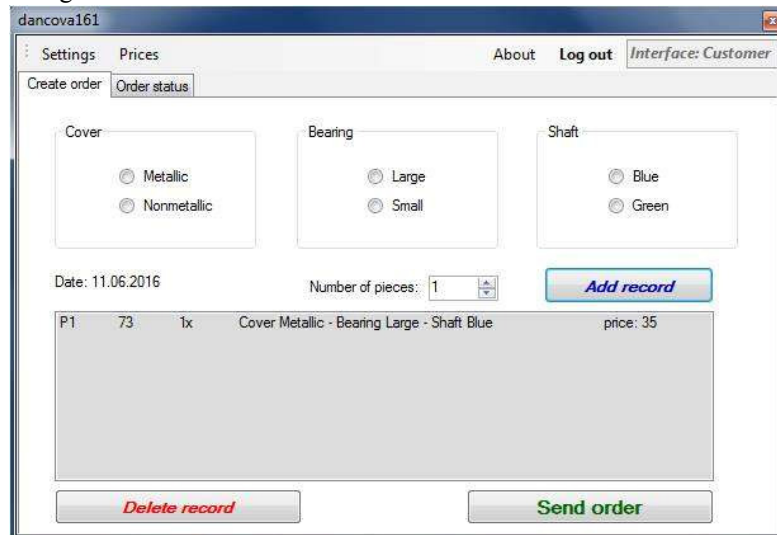 dancova161
Settings Prices About Log out Interface: Customer
Create order Order status
Cover Bearing Shaft
Metallic Large Blue
Nonmetallic Small Green
Date: 11.06.2016 Number of pieces: 1 Add record
P1 73 1x Cover Metallic - Bearing Large - Shaft Blue price: 35
Delete record Send order